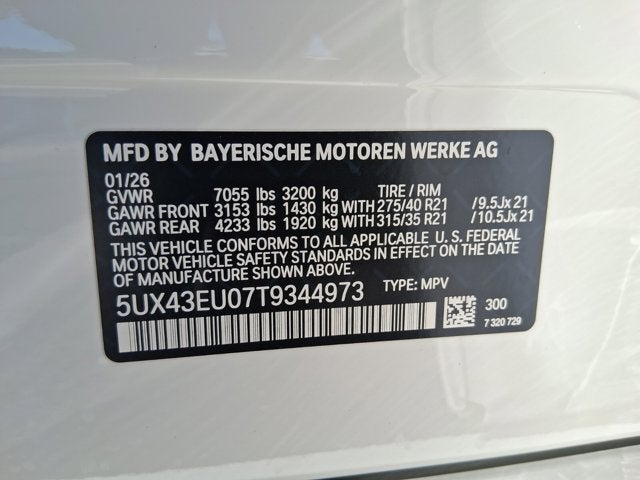 MFD BY BAYERISCHE MOTOREN WERKE AG
01/26
GVWR 7055 lbs 3200 kg TIRE / RIM
GAWR FRONT 3153 lbs 1430 kg WITH 275/40 R21 / 9.5Jx 21
GAWR REAR 4233 lbs 1920 kg WITH 315/35 R21 / 10.5Jx 21
THIS VEHICLE CONFORMS TO ALL APPLICABLE U. S. FEDERAL
MOTOR VEHICLE SAFETY STANDARDS IN EFFECT ON THE DATE
OF MANUFACTURE SHOWN ABOVE.
5UX43EU07T9344973 TYPE: MPV
300
7 320 729